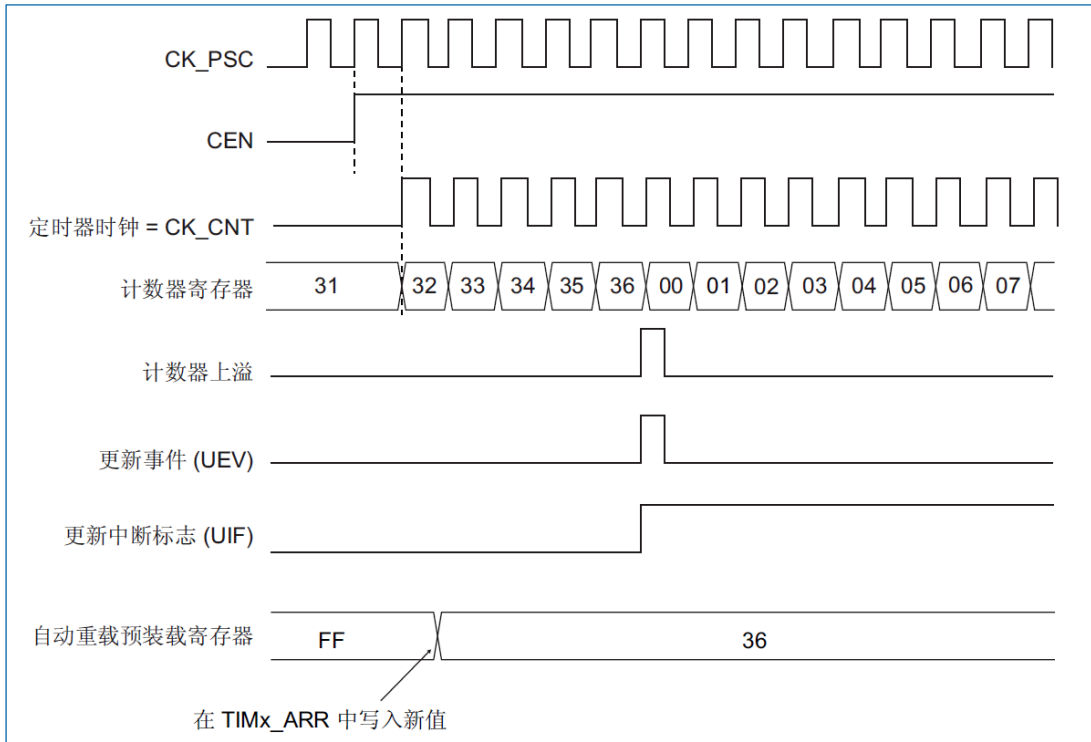 CK_PSC
CEN
定时器时钟 = CK_CNT
计数器寄存器 31 32 33 34 35 36 00 01 02 03 04 05 06 07
计数器上溢
更新事件 (UEV)
更新中断标志 (UIF)
自动重载预装载寄存器 FF 36
在 TIMx_ARR 中写入新值